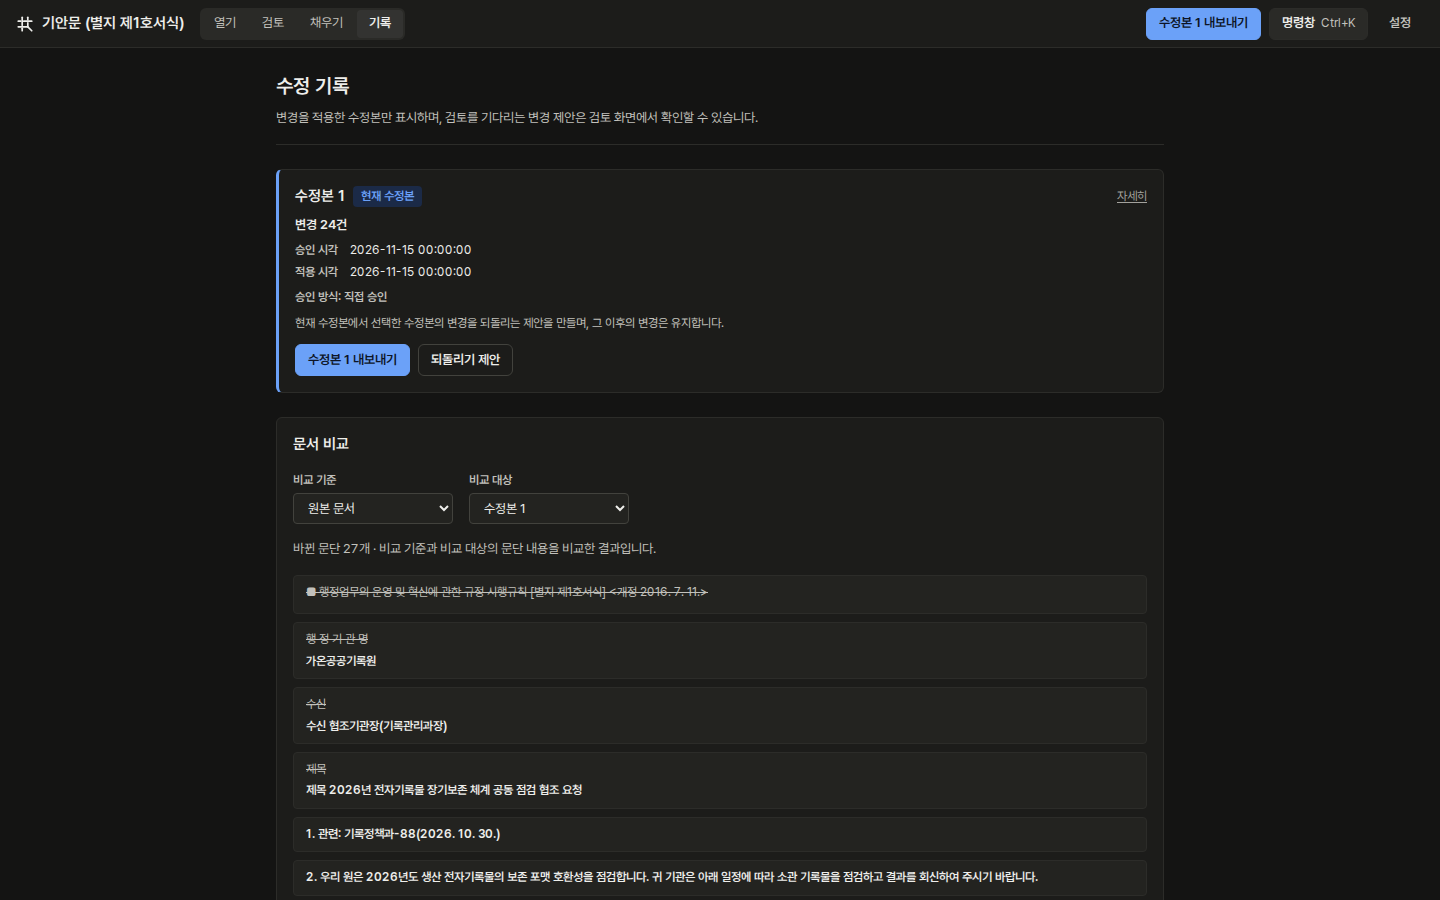 기안문 (별지 제1호서식)
열기
검토
채우기
기록
수정본 1 내보내기
명령창 Ctrl+K
설정
수정 기록
변경을 적용한 수정본만 표시하며, 검토를 기다리는 변경 제안은 검토 화면에서 확인할 수 있습니다.
수정본 1
현재 수정본
자세히
변경 24건
승인 시각 2026-11-15 00:00:00
적용 시각 2026-11-15 00:00:00
승인 방식: 직접 승인
현재 수정본에서 선택한 수정본의 변경을 되돌리는 제안을 만들며, 그 이후의 변경은 유지합니다.
수정본 1 내보내기
되돌리기 제안
문서 비교
비교 기준
비교 대상
원본 문서
수정본 1
바뀐 문단 27개 · 비교 기준과 비교 대상의 문단 내용을 비교한 결과입니다.
■ 행정업무의 운영 및 혁신에 관한 규정 시행규칙 [별지 제1호서식] <개정 2016. 7. 11.>
행 정 기 관 명
가온공공기록원
수신
수신 협조기관장(기록관리과장)
제목
제목 2026년 전자기록물 장기보존 체계 공동 점검 협조 요청
1. 관련: 기록정책과-88(2026. 10. 30.)
2. 우리 원은 2026년도 생산 전자기록물의 보존 포맷 호환성을 점검합니다. 귀 기관은 아래 일정에 따라 소관 기록물을 점검하고 결과를 회신하여 주시기 바랍니다.